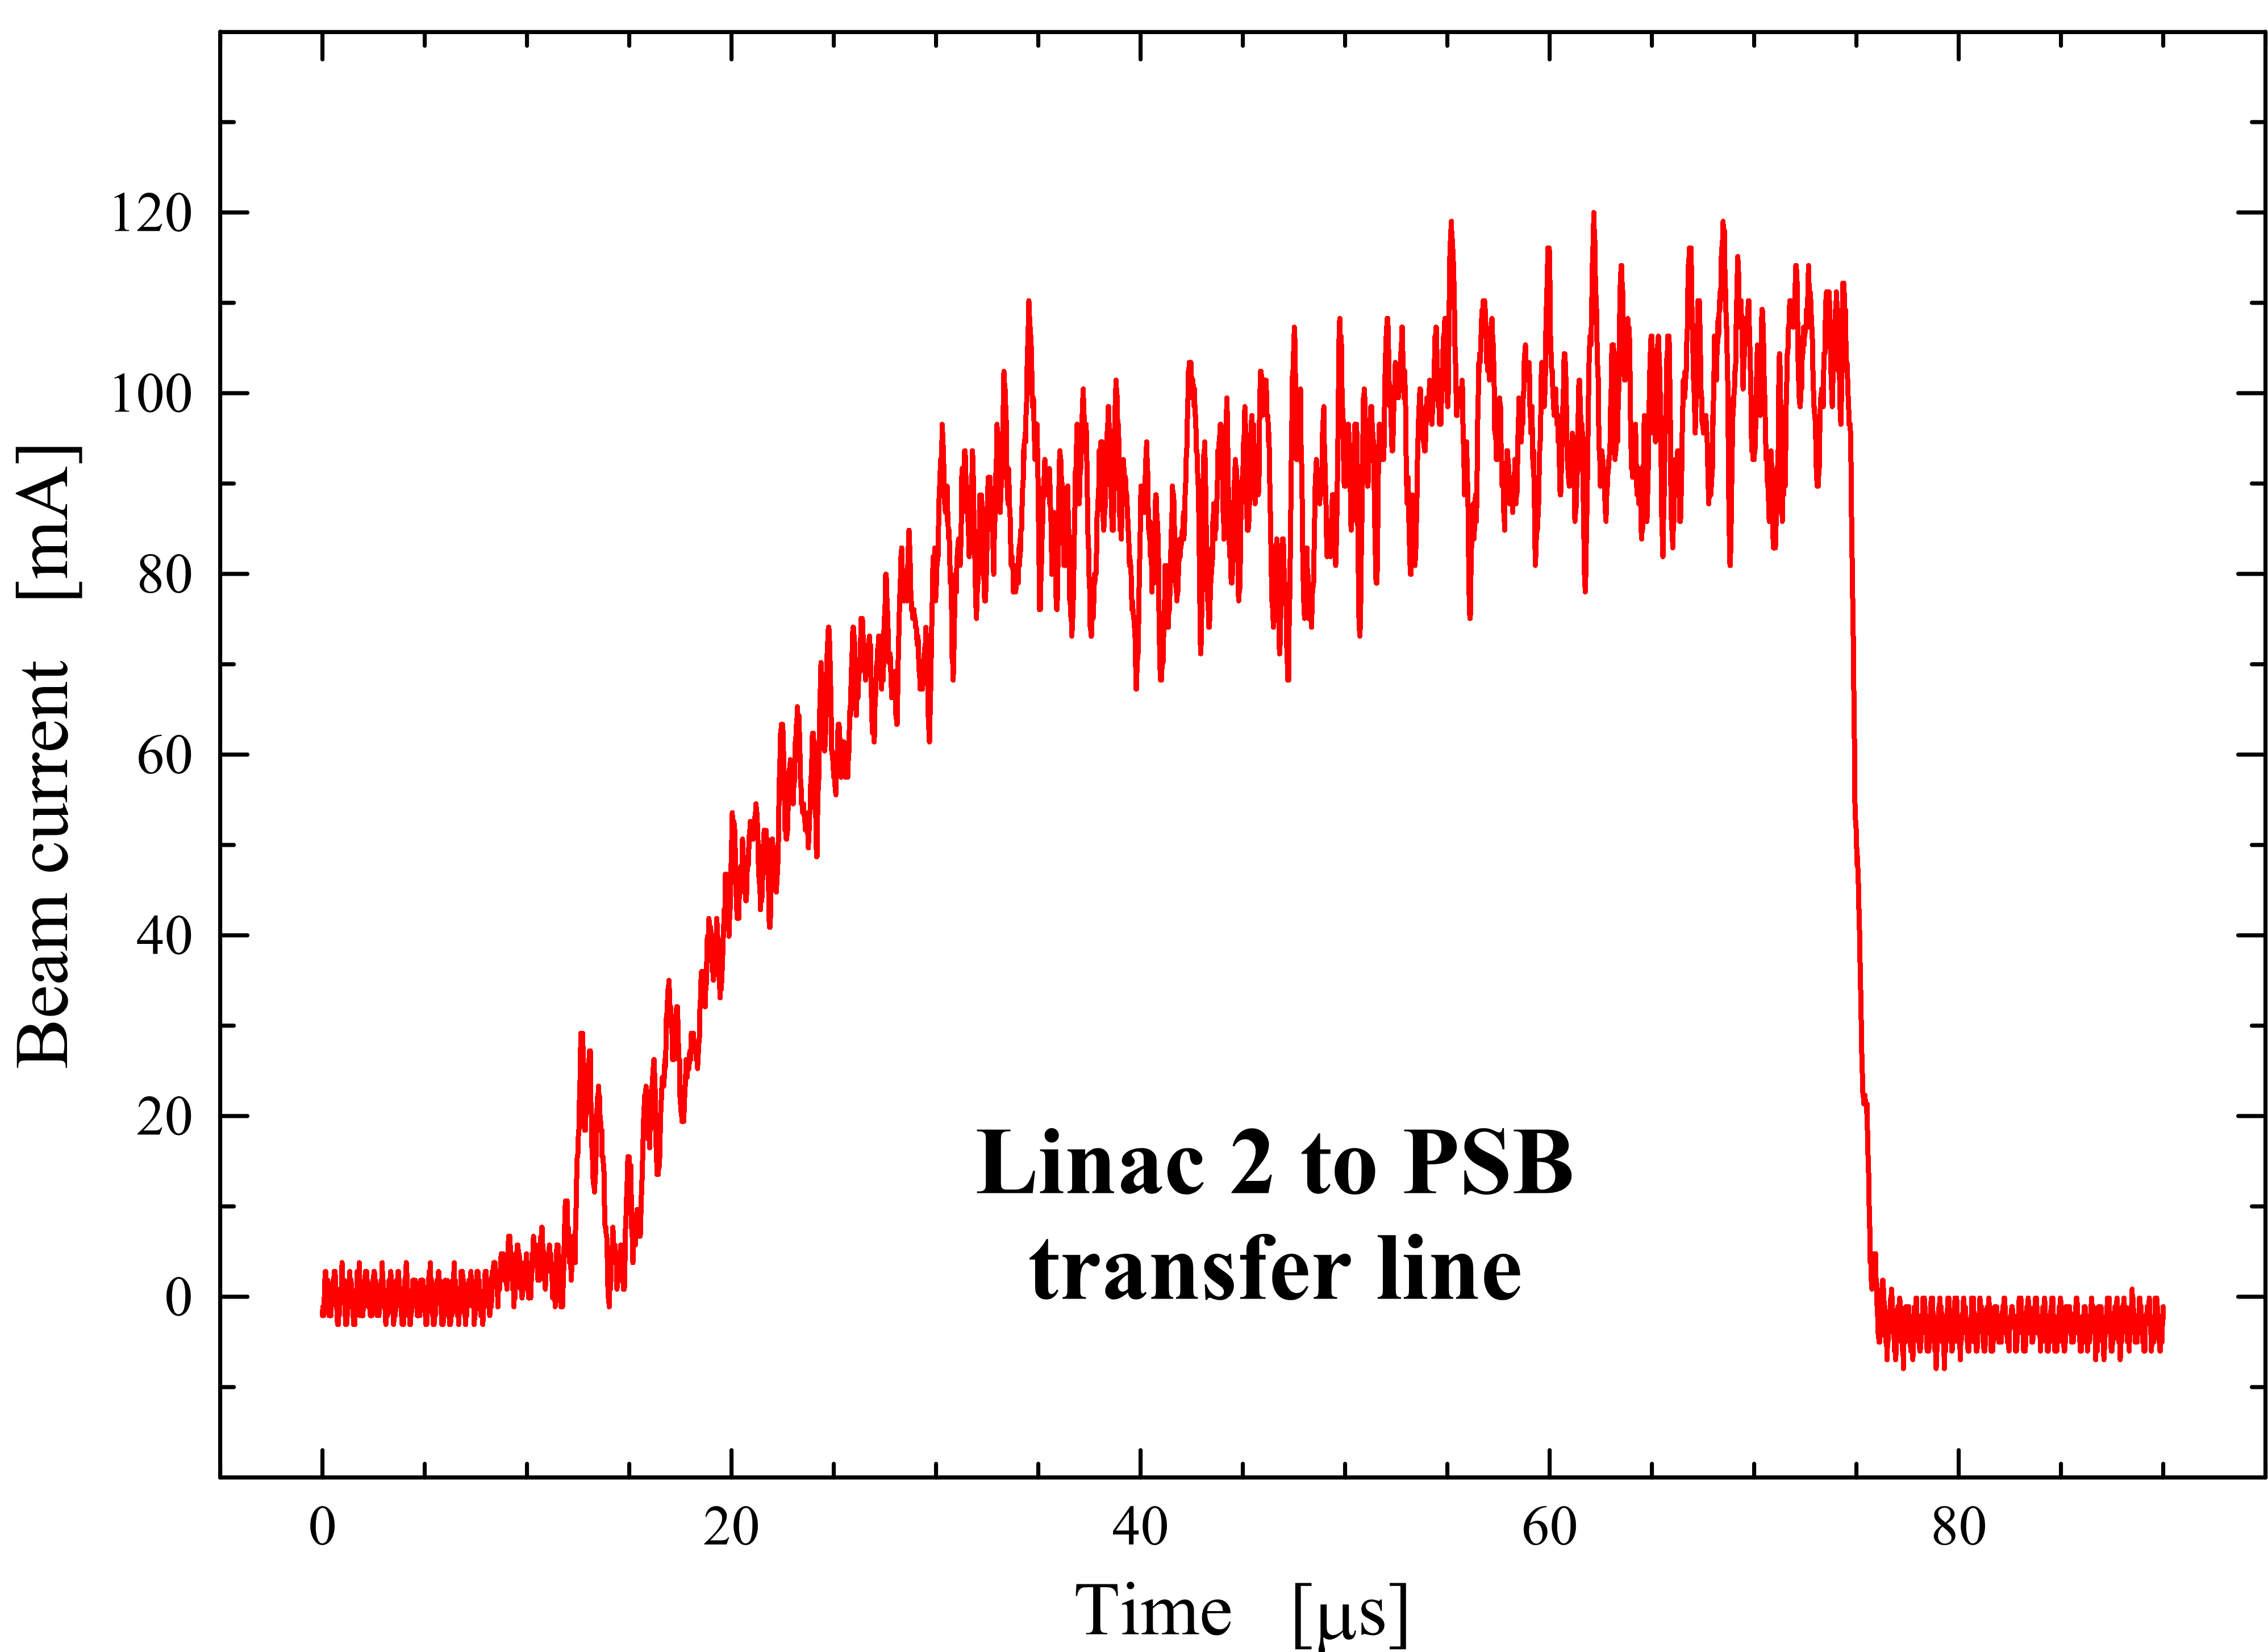 120
100
80
60
40
20
0
Beam current [mA]
Linac 2 to PSB
transfer line
0 20 40 60 80
Time [μs]